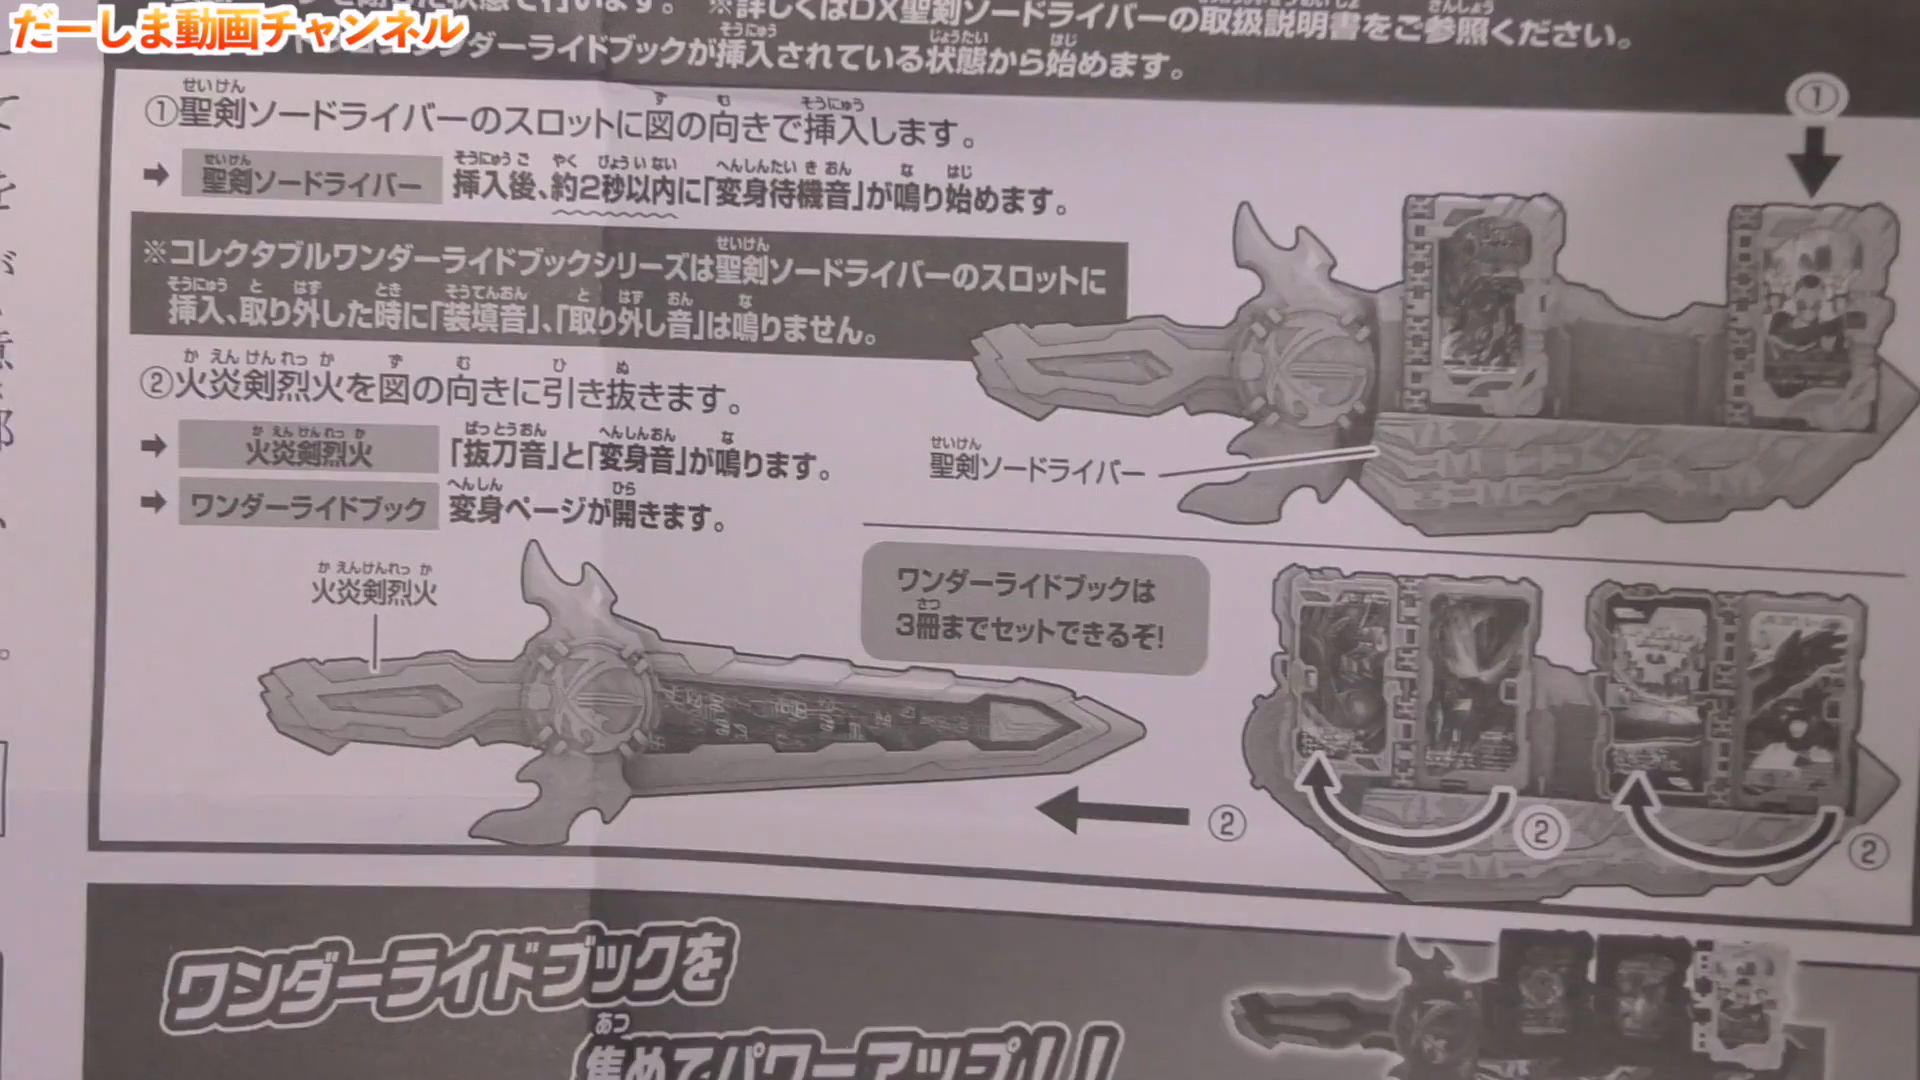 だーしま動画チャンネル
※詳しくはDX聖剣ソードライバーの取扱説明書をご参照ください。
ワンダーライドブックが挿入されている状態から始めます。
①聖剣ソードライバーのスロットに図の向きで挿入します。
➡ 聖剣ソードライバー 挿入後、約2秒以内に「変身待機音」が鳴り始めます。
※コレクタブルワンダーライドブックシリーズは聖剣ソードライバーのスロットに
挿入、取り外した時に「装填音」、「取り外し音」は鳴りません。
②火炎剣烈火を図の向きに引き抜きます。
➡ 火炎剣烈火 「抜刀音」と「変身音」が鳴ります。
➡ ワンダーライドブック 変身ページが開きます。
①
聖剣ソードライバー
火炎剣烈火
ワンダーライドブックは
3冊までセットできるぞ!
②
②
②
ワンダーライドブックを
集めてパワーアップ!!